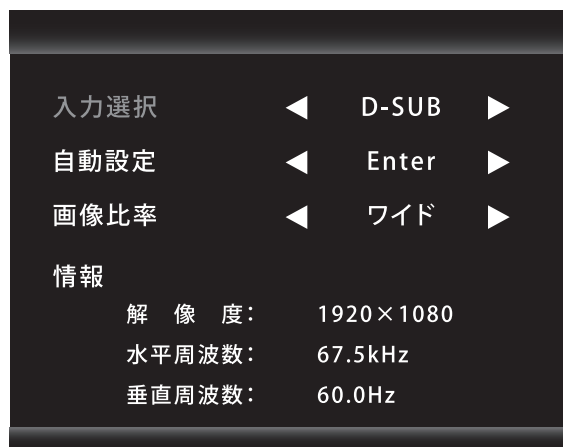 入力選択 ◀ D-SUB ▶
自動設定 ◀ Enter ▶
画像比率 ◀ ワイド ▶
情報
解 像 度： 1920×1080
水平周波数： 67.5kHz
垂直周波数： 60.0Hz